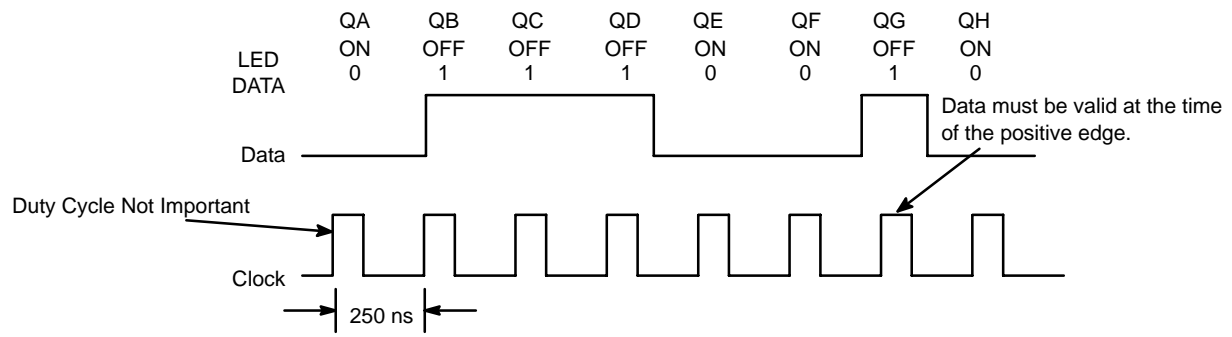 QA QB QC QD QE QF QG QH
ON OFF OFF OFF ON ON OFF ON
LED
0 1 1 1 0 0 1 0
DATA
Data must be valid at the time
of the positive edge.
Data
Duty Cycle Not Important
Clock
250 ns